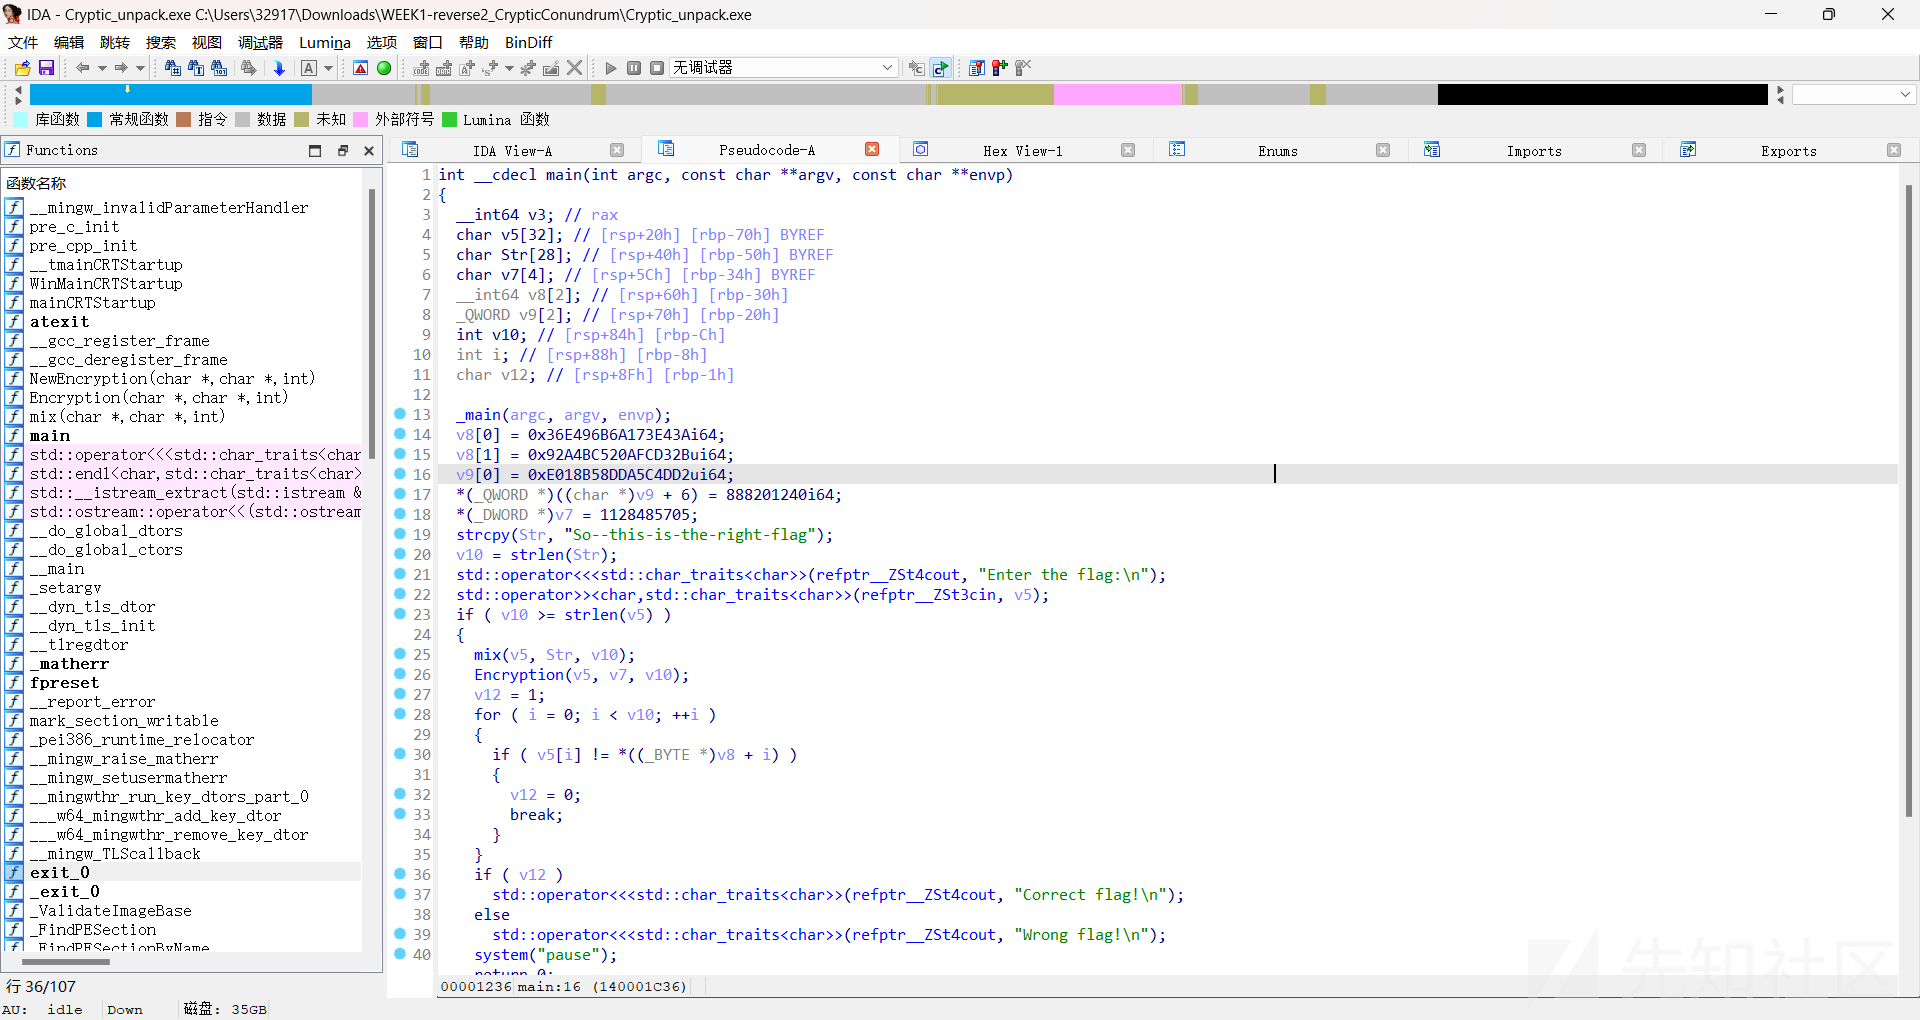 IDA - Cryptic_unpack.exe C:\Users\32917\Downloads\WEEK1-reverse2_CrypticConundrum\Cryptic_unpack.exe
文件 编辑 跳转 搜索 视图 调试器 Lumina 选项 窗口 帮助 BinDiff
无调试器
库函数 常规函数 指令 数据 未知 外部符号 Lumina 函数
Functions
IDA View-A Pseudocode-A Hex View-1 Enums Imports Exports
函数名称
__mingw_invalidParameterHandler
pre_c_init
pre_cpp_init
__tmainCRTStartup
WinMainCRTStartup
mainCRTStartup
atexit
__gcc_register_frame
__gcc_deregister_frame
NewEncryption(char *,char *,int)
Encryption(char *,char *,int)
mix(char *,char *,int)
main
std::operator<<<std::char_traits<char
std::endl<char,std::char_traits<char>
std::__istream_extract(std::istream &
std::ostream::operator<<(std::ostream
__do_global_dtors
__do_global_ctors
__main
_setargv
__dyn_tls_dtor
__dyn_tls_init
__tlregdtor
_matherr
fpreset
__report_error
mark_section_writable
_pei386_runtime_relocator
__mingw_raise_matherr
__mingw_setusermatherr
__mingwthr_run_key_dtors_part_0
___w64_mingwthr_add_key_dtor
___w64_mingwthr_remove_key_dtor
__mingw_TLScallback
exit_0
_exit_0
_ValidateImageBase
_FindPESection
_FindPESectionByName
行 36/107
1 int __cdecl main(int argc, const char **argv, const char **envp)
2 {
3 __int64 v3; // rax
4 char v5[32]; // [rsp+20h] [rbp-70h] BYREF
5 char Str[28]; // [rsp+40h] [rbp-50h] BYREF
6 char v7[4]; // [rsp+5Ch] [rbp-34h] BYREF
7 __int64 v8[2]; // [rsp+60h] [rbp-30h]
8 _QWORD v9[2]; // [rsp+70h] [rbp-20h]
9 int v10; // [rsp+84h] [rbp-Ch]
10 int i; // [rsp+88h] [rbp-8h]
11 char v12; // [rsp+8Fh] [rbp-1h]
12
13 _main(argc, argv, envp);
14 v8[0] = 0x36E496B6A173E43Ai64;
15 v8[1] = 0x92A4BC520AFCD32Bui64;
16 v9[0] = 0xE018B58DDA5C4DD2ui64;
17 *(_QWORD *)((char *)v9 + 6) = 888201240i64;
18 *(_DWORD *)v7 = 1128485705;
19 strcpy(Str, "So--this-is-the-right-flag");
20 v10 = strlen(Str);
21 std::operator<<<std::char_traits<char>>(refptr__ZSt4cout, "Enter the flag:\n");
22 std::operator>><char,std::char_traits<char>>(refptr__ZSt3cin, v5);
23 if ( v10 >= strlen(v5) )
24 {
25 mix(v5, Str, v10);
26 Encryption(v5, v7, v10);
27 v12 = 1;
28 for ( i = 0; i < v10; ++i )
29 {
30 if ( v5[i] != *((_BYTE *)v8 + i) )
31 {
32 v12 = 0;
33 break;
34 }
35 }
36 if ( v12 )
37 std::operator<<<std::char_traits<char>>(refptr__ZSt4cout, "Correct flag!\n");
38 else
39 std::operator<<<std::char_traits<char>>(refptr__ZSt4cout, "Wrong flag!\n");
40 system("pause");
return 0;
00001236 main:16 (140001C36)
AU: idle Down 磁盘: 35GB
先知社区